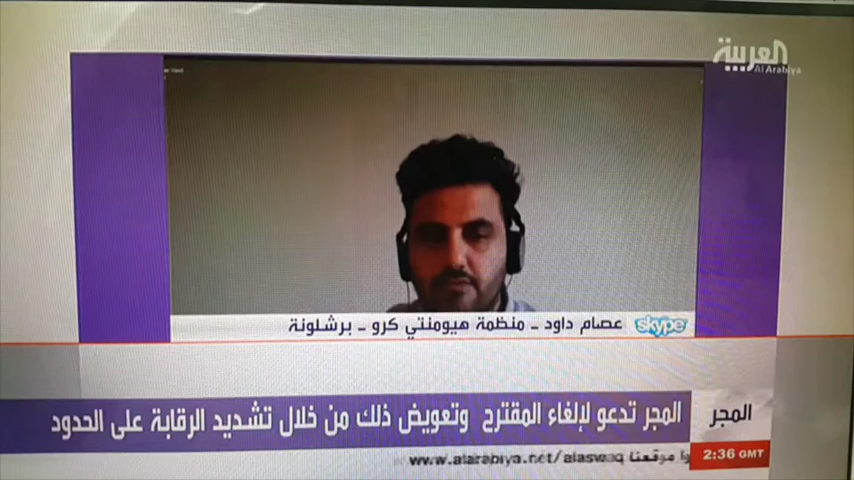 العربية
Al Arabiya
عصام داود - منظمة هيومنتي كرو - برشلونة
skype
المجر
المجر تدعو لإلغاء المقترح وتعويض ذلك من خلال تشديد الرقابة على الحدود
2:36 GMT
موقعنا www.alarabiya.net/alaswaq